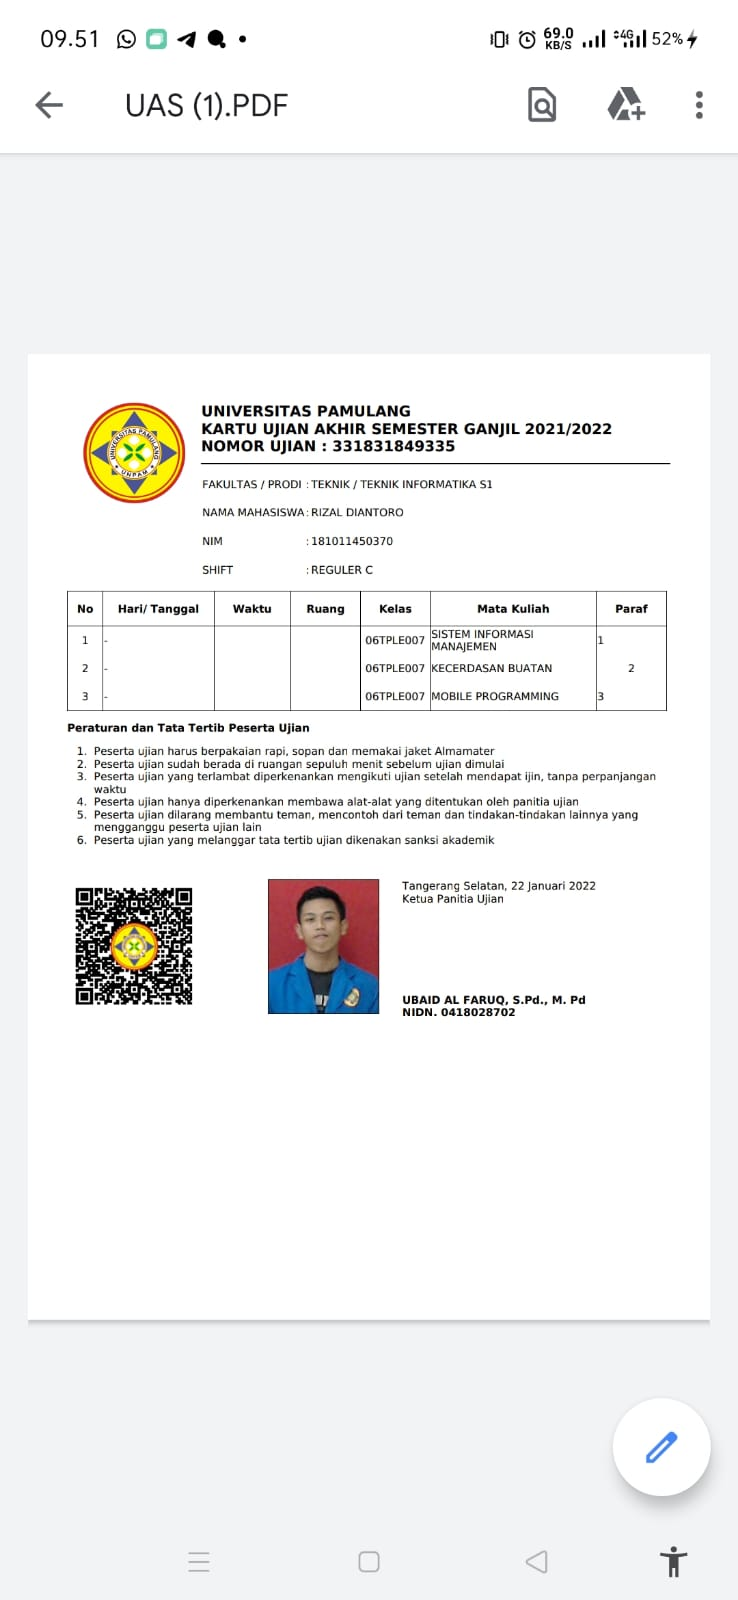 09.51
69.0 KB/S
4G
52%
UAS (1).PDF
UNIVERSITAS PAMULANG
KARTU UJIAN AKHIR SEMESTER GANJIL 2021/2022
NOMOR UJIAN : 331831849335
UNIVERSITAS PAMULANG
UNPAM
FAKULTAS / PRODI : TEKNIK / TEKNIK INFORMATIKA S1
NAMA MAHASISWA : RIZAL DIANTORO
NIM : 181011450370
SHIFT : REGULER C
No Hari/ Tanggal Waktu Ruang Kelas Mata Kuliah Paraf
1 - 06TPLE007 SISTEM INFORMASI MANAJEMEN 1
2 - 06TPLE007 KECERDASAN BUATAN 2
3 - 06TPLE007 MOBILE PROGRAMMING 3
Peraturan dan Tata Tertib Peserta Ujian
1. Peserta ujian harus berpakaian rapi, sopan dan memakai jaket Almamater
2. Peserta ujian sudah berada di ruangan sepuluh menit sebelum ujian dimulai
3. Peserta ujian yang terlambat diperkenankan mengikuti ujian setelah mendapat ijin, tanpa perpanjangan
waktu
4. Peserta ujian hanya diperkenankan membawa alat-alat yang ditentukan oleh panitia ujian
5. Peserta ujian dilarang membantu teman, mencontoh dari teman dan tindakan-tindakan lainnya yang
mengganggu peserta ujian lain
6. Peserta ujian yang melanggar tata tertib ujian dikenakan sanksi akademik
Tangerang Selatan, 22 Januari 2022
Ketua Panitia Ujian
UBAID AL FARUQ, S.Pd., M. Pd
NIDN. 0418028702